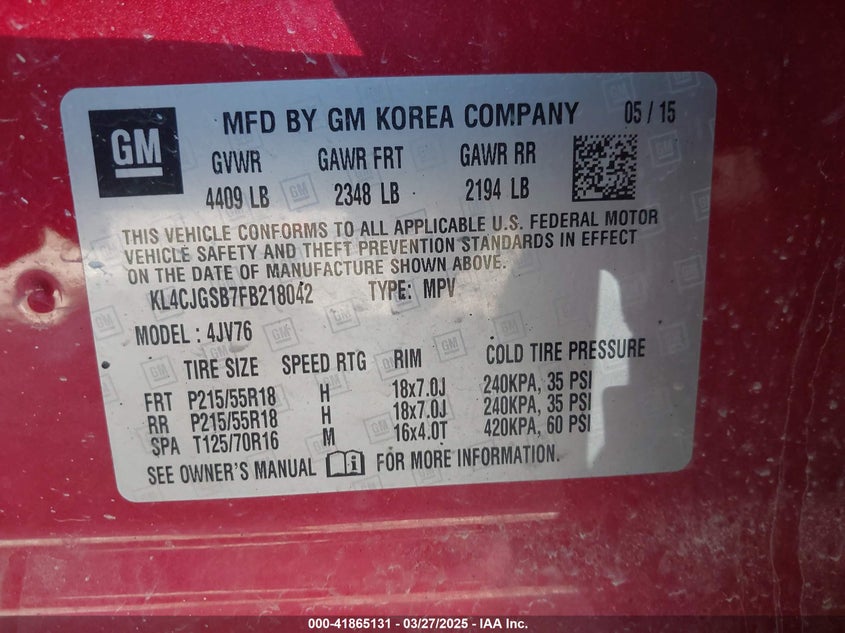 GM
MFD BY GM KOREA COMPANY 05 / 15
GVWR GAWR FRT GAWR RR
4409 LB 2348 LB 2194 LB
THIS VEHICLE CONFORMS TO ALL APPLICABLE U.S. FEDERAL MOTOR
VEHICLE SAFETY AND THEFT PREVENTION STANDARDS IN EFFECT
ON THE DATE OF MANUFACTURE SHOWN ABOVE.
KL4CJGSB7FB218042 TYPE: MPV
MODEL : 4JV76
TIRE SIZE SPEED RTG RIM COLD TIRE PRESSURE
FRT P215/55R18 H 18x7.0J 240KPA, 35 PSI
RR P215/55R18 H 18x7.0J 240KPA, 35 PSI
SPA T125/70R16 M 16x4.0T 420KPA, 60 PSI
SEE OWNER'S MANUAL FOR MORE INFORMATION.
000-41865131 - 03/27/2025 - IAA Inc.